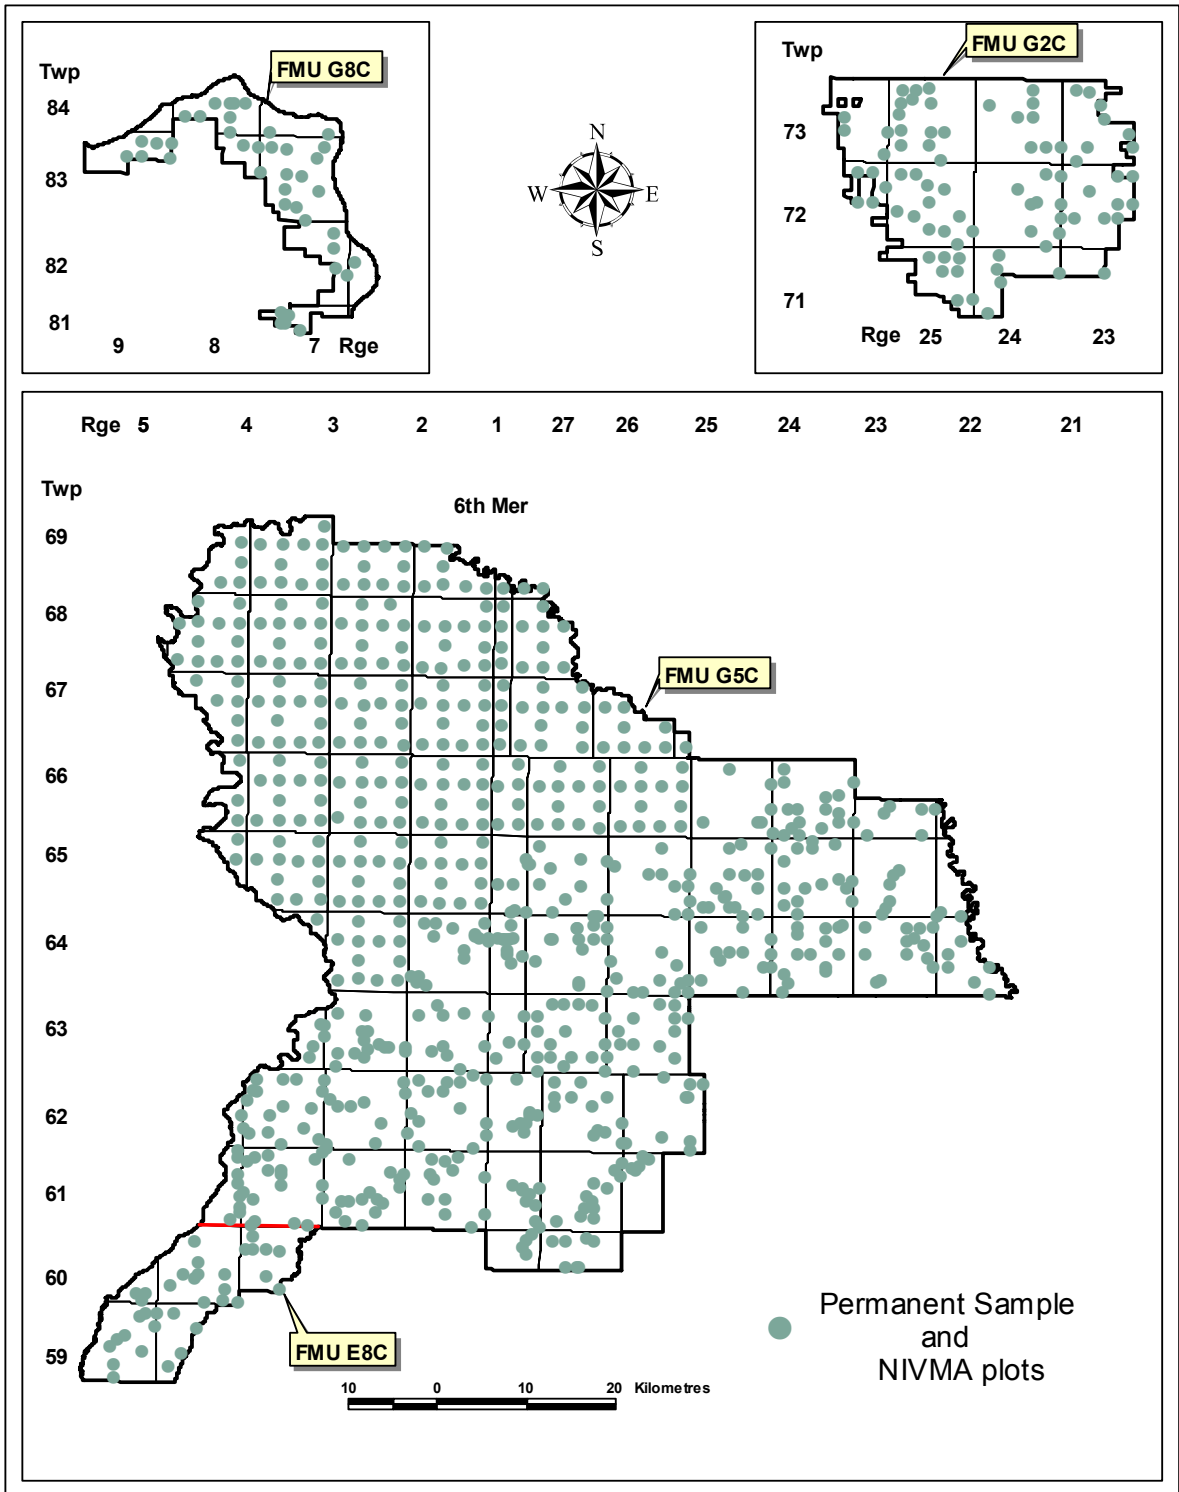 FMU G8C
Twp
84
83
82
81
9 8 7 Rge
N
W E
S
FMU G2C
Twp
73
72
71
Rge 25 24 23
Rge 5 4 3 2 1 27 26 25 24 23 22 21
Twp
6th Mer
69
68
67
66
65
64
63
62
61
60
59
FMU G5C
FMU E8C
Permanent Sample
and
NIVMA plots
10 0 10 20 Kilometres